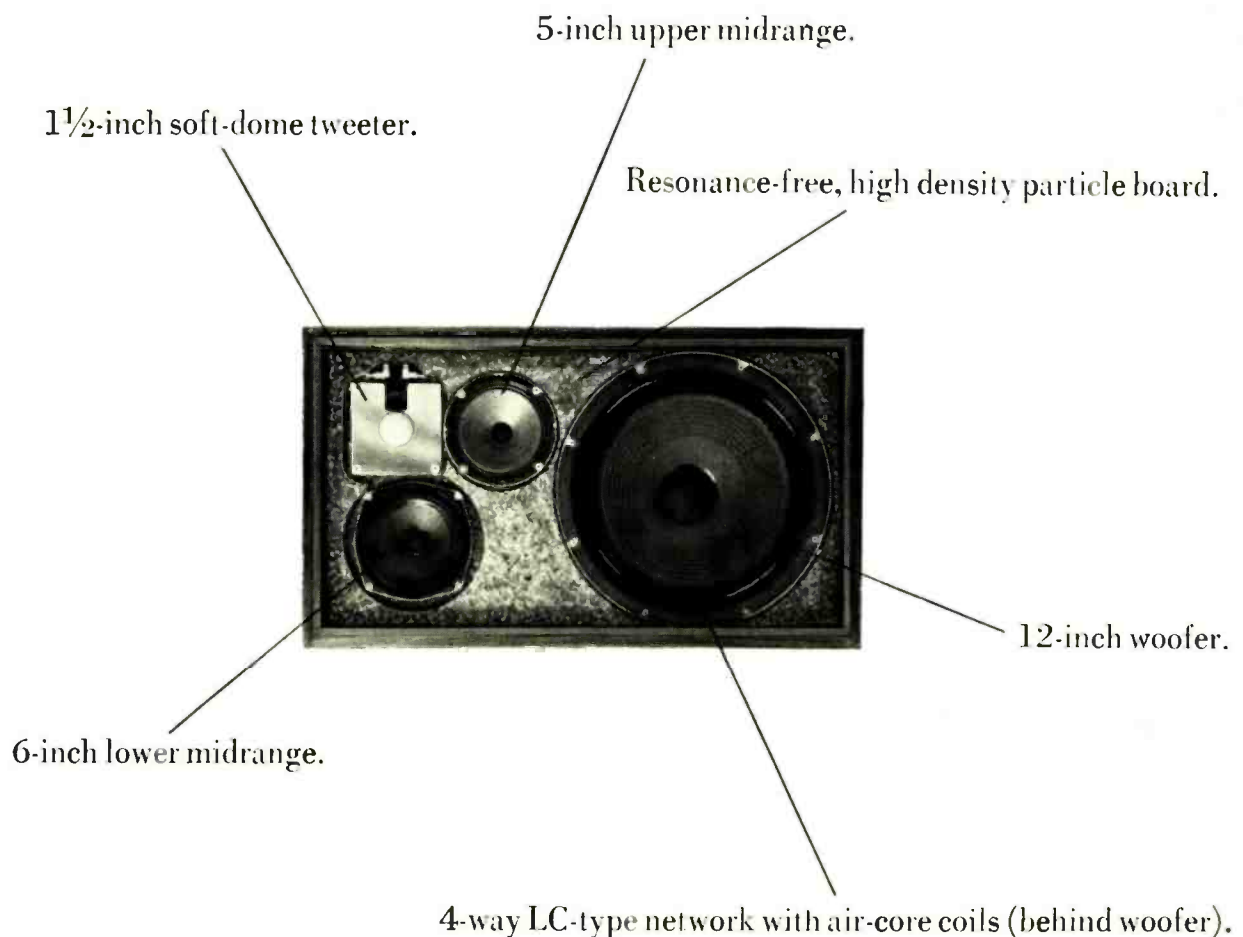 5-inch upper midrange.
1½-inch soft-dome tweeter.
Resonance-free, high density particle board.
12-inch woofer.
6-inch lower midrange.
4-way LC-type network with air-core coils (behind woofer).